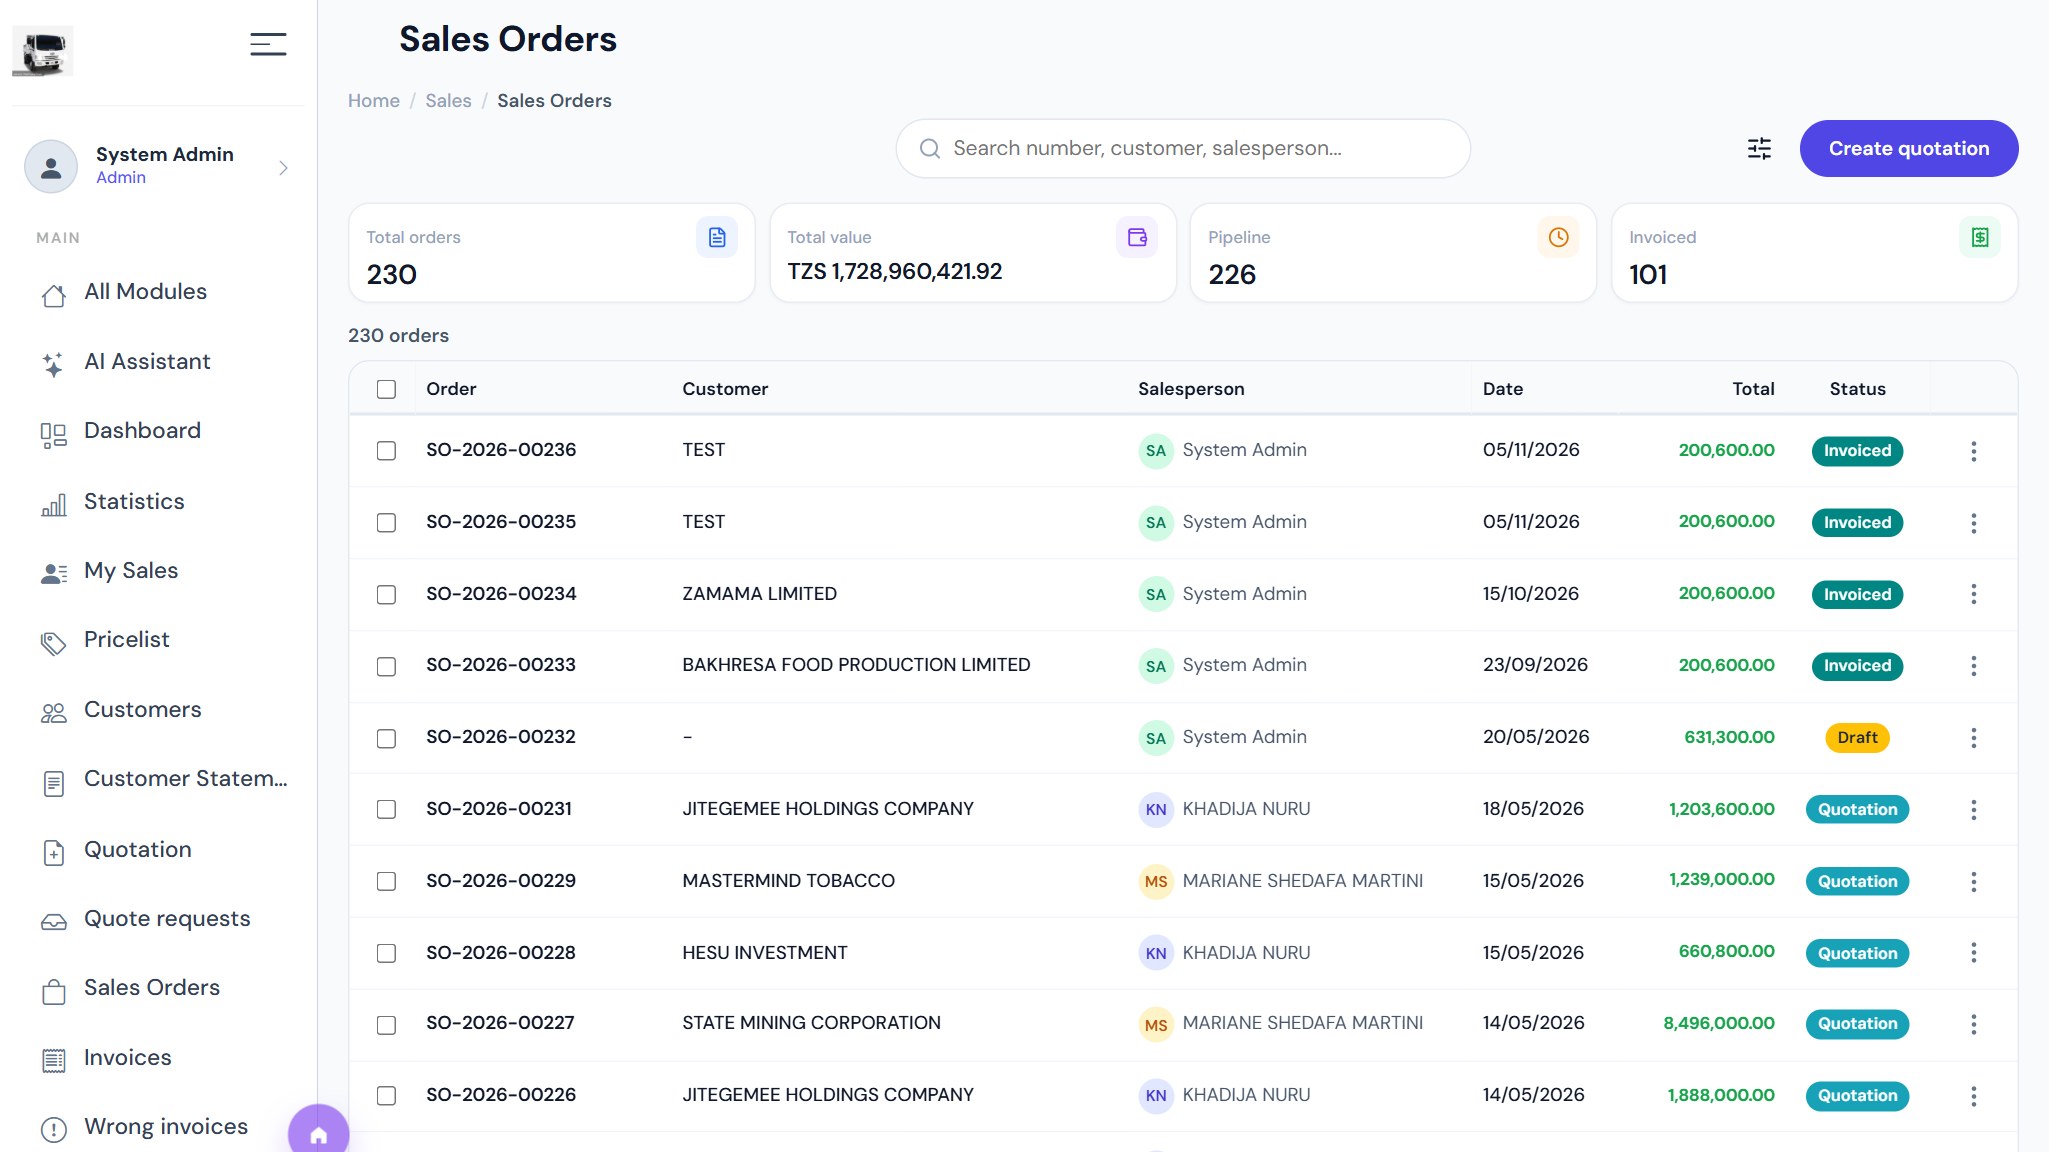 Sales Orders
Home / Sales / Sales Orders
Search number, customer, salesperson...
Create quotation
System Admin
Admin
MAIN
All Modules
AI Assistant
Dashboard
Statistics
My Sales
Pricelist
Customers
Customer Statem...
Quotation
Quote requests
Sales Orders
Invoices
Wrong invoices
Total orders
230
Total value
TZS 1,728,960,421.92
Pipeline
226
Invoiced
101
230 orders
Order Customer Salesperson Date Total Status
SO-2026-00236 TEST SA System Admin 05/11/2026 200,600.00 Invoiced
SO-2026-00235 TEST SA System Admin 05/11/2026 200,600.00 Invoiced
SO-2026-00234 ZAMAMA LIMITED SA System Admin 15/10/2026 200,600.00 Invoiced
SO-2026-00233 BAKHRESA FOOD PRODUCTION LIMITED SA System Admin 23/09/2026 200,600.00 Invoiced
SO-2026-00232 - SA System Admin 20/05/2026 631,300.00 Draft
SO-2026-00231 JITEGEMEE HOLDINGS COMPANY KN KHADIJA NURU 18/05/2026 1,203,600.00 Quotation
SO-2026-00229 MASTERMIND TOBACCO MS MARIANE SHEDAFA MARTINI 15/05/2026 1,239,000.00 Quotation
SO-2026-00228 HESU INVESTMENT KN KHADIJA NURU 15/05/2026 660,800.00 Quotation
SO-2026-00227 STATE MINING CORPORATION MS MARIANE SHEDAFA MARTINI 14/05/2026 8,496,000.00 Quotation
SO-2026-00226 JITEGEMEE HOLDINGS COMPANY KN KHADIJA NURU 14/05/2026 1,888,000.00 Quotation